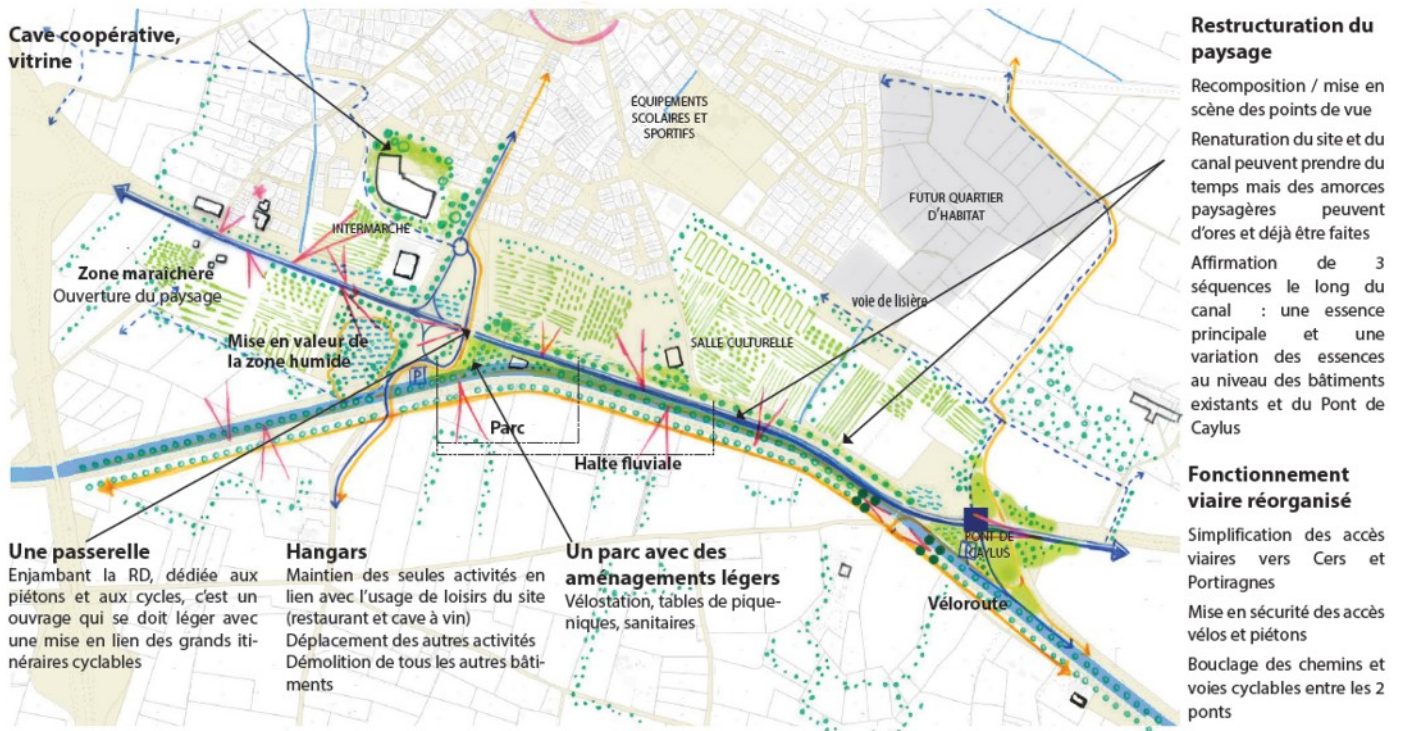 Cave coopérative,
vitrine
ÉQUIPEMENTS
SCOLAIRES ET
SPORTIFS
FUTUR QUARTIER
D'HABITAT
INTERMARCHÉ
Zone maraîchère
Ouverture du paysage
voie de lisière
Mise en valeur de
la zone humide
SALLE CULTURELLE
P
Parc
Halte fluviale
PONT DE
CAYLUS
P
Véloroute
Une passerelle
Enjambant la RD, dédiée aux
piétons et aux cycles, c'est un
ouvrage qui se doit léger avec
une mise en lien des grands iti-
néraires cyclables
Hangars
Maintien des seules activités en
lien avec l'usage de loisirs du site
(restaurant et cave à vin)
Déplacement des autres activités
Démolition de tous les autres bâti-
ments
Un parc avec des
aménagements légers
Vélostation, tables de pique-
niques, sanitaires
Restructuration du
paysage
Recomposition / mise en
scène des points de vue
Renaturation du site et du
canal peuvent prendre du
temps mais des amorces
paysagères peuvent
d'ores et déjà être faites
Affirmation de 3
séquences le long du
canal : une essence
principale et une
variation des essences
au niveau des bâtiments
existants et du Pont de
Caylus
Fonctionnement
viaire réorganisé
Simplification des accès
viaires vers Cers et
Portiragnes
Mise en sécurité des accès
vélos et piétons
Bouclage des chemins et
voies cyclables entre les 2
ponts